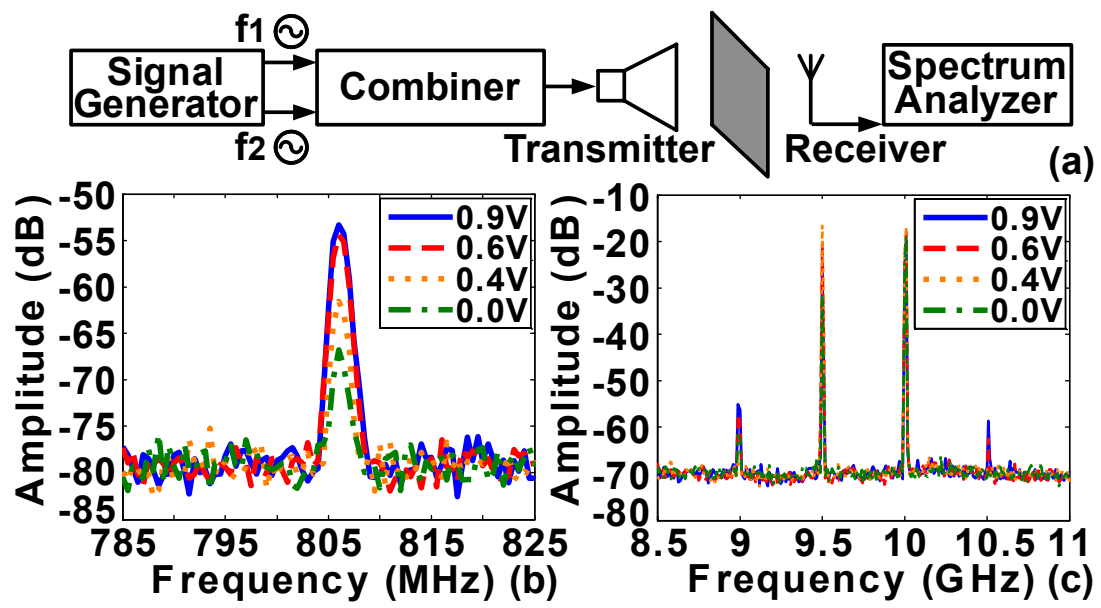 f1
Signal
Generator
f2
Combiner
Transmitter
Receiver
Spectrum
Analyzer
(a)
-50
-55
-60
-65
-70
-75
-80
-85
Amplitude (dB)
0.9V
0.6V
0.4V
0.0V
785 795 805 815 825
Frequency (MHz) (b)
-10
-20
-30
-40
-50
-60
-70
-80
Amplitude (dB)
0.9V
0.6V
0.4V
0.0V
8.5 9 9.5 10 10.5 11
Frequency (GHz) (c)